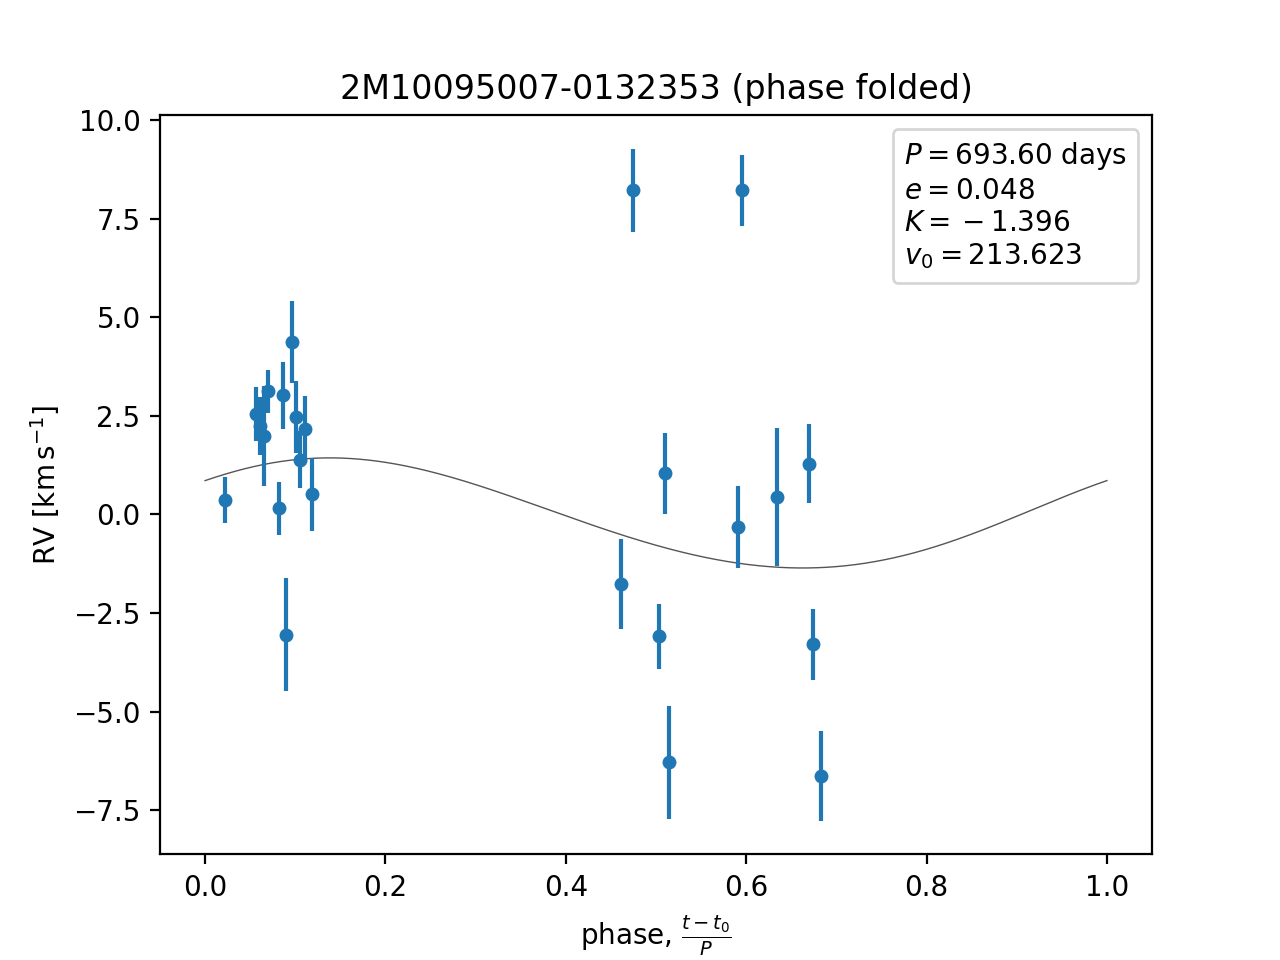 2M10095007-0132353 (phase folded)
P = 693.60 days
e = 0.048
K = −1.396
v₀ = 213.623
10.0
7.5
5.0
2.5
0.0
−2.5
−5.0
−7.5
RV [km s⁻¹]
0.0 0.2 0.4 0.6 0.8 1.0
phase, (t − t₀)/P